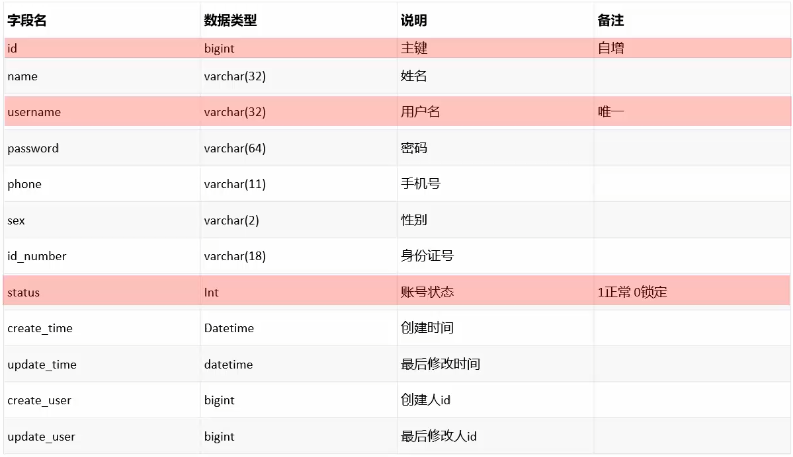 字段名 数据类型 说明 备注
id bigint 主键 自增
name varchar(32) 姓名
username varchar(32) 用户名 唯一
password varchar(64) 密码
phone varchar(11) 手机号
sex varchar(2) 性别
id_number varchar(18) 身份证号
status Int 账号状态 1正常 0锁定
create_time Datetime 创建时间
update_time datetime 最后修改时间
create_user bigint 创建人id
update_user bigint 最后修改人id